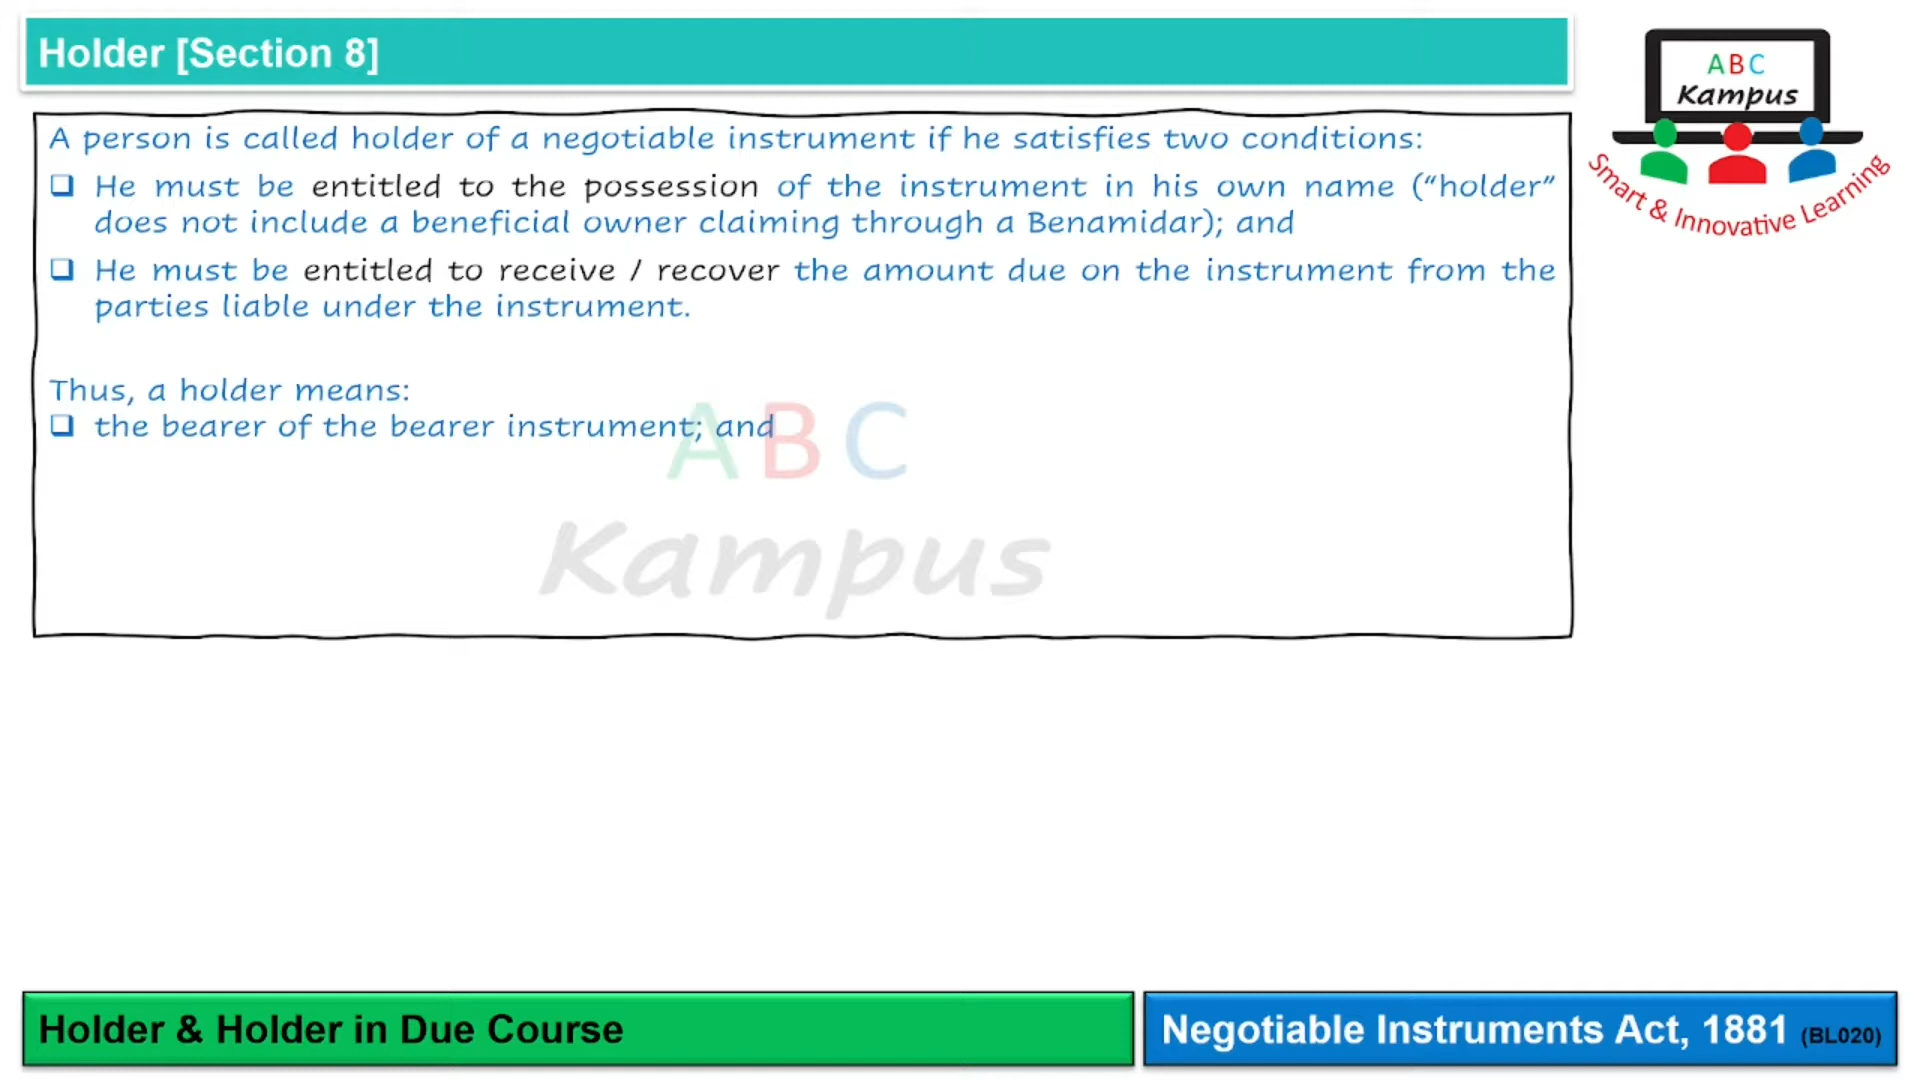 Holder [Section 8]
A person is called holder of a negotiable instrument if he satisfies two conditions:
❑ He must be entitled to the possession of the instrument in his own name (“holder”
does not include a beneficial owner claiming through a Benamidar); and
❑ He must be entitled to receive / recover the amount due on the instrument from the
parties liable under the instrument.
Thus, a holder means:
❑ the bearer of the bearer instrument; and
ABC
Kampus
ABC
Kampus
Smart & Innovative Learning
Holder & Holder in Due Course
Negotiable Instruments Act, 1881 (BL020)